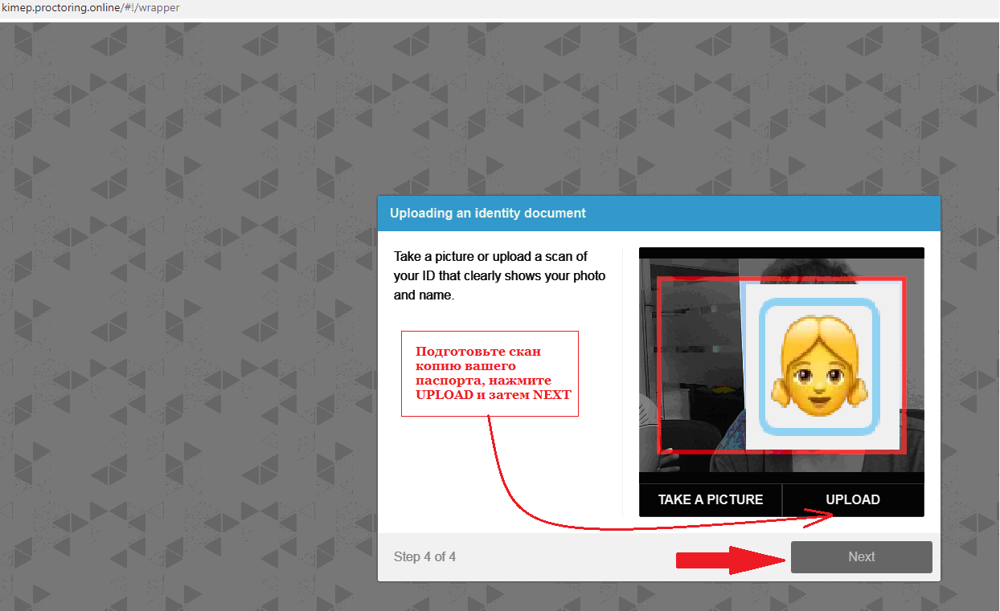 kimep.proctoring.online/#!/wrapper
Uploading an identity document
Take a picture or upload a scan of
your ID that clearly shows your photo
and name.
Подготовьте скан
копию вашего
паспорта, нажмите
UPLOAD и затем NEXT
TAKE A PICTURE
UPLOAD
Step 4 of 4
Next